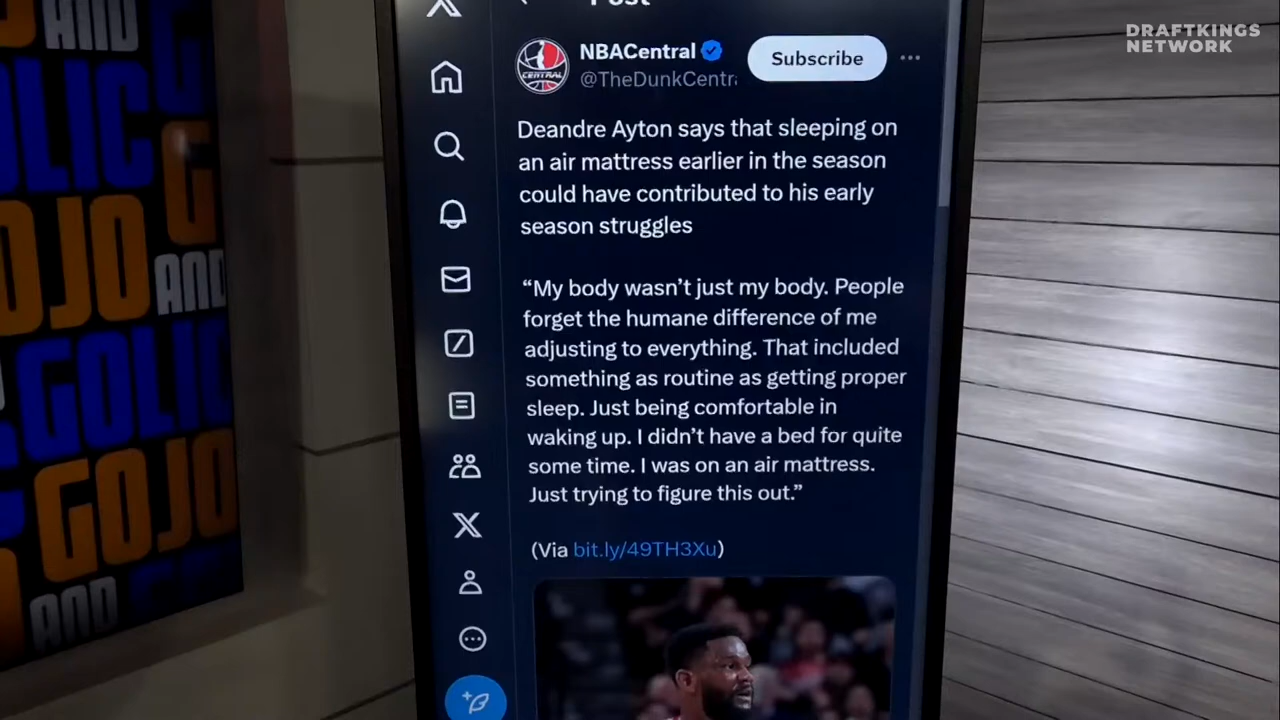 DRAFTKINGS
NETWORK
AND
GOLIC
GOJO
AND
GOLIC
GOJO
AND
Post
NBACentral
@TheDunkCentr
Subscribe
CENTRAL
Deandre Ayton says that sleeping on
an air mattress earlier in the season
could have contributed to his early
season struggles
“My body wasn’t just my body. People
forget the humane difference of me
adjusting to everything. That included
something as routine as getting proper
sleep. Just being comfortable in
waking up. I didn’t have a bed for quite
some time. I was on an air mattress.
Just trying to figure this out.”
(Via bit.ly/49TH3Xu)